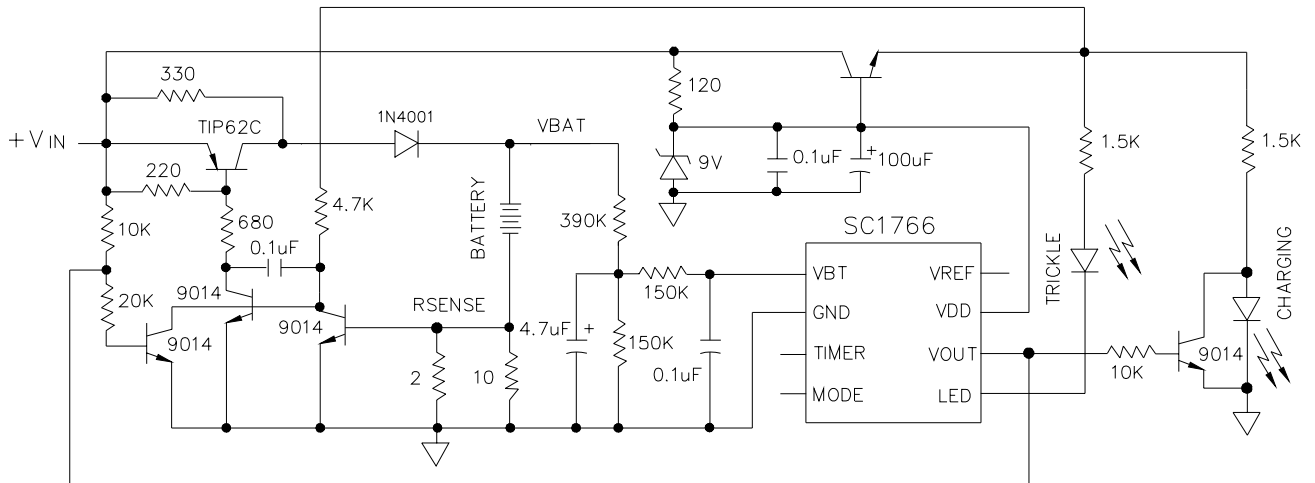 330
TIP62C
1N4001
VBAT
120
9V
0.1uF
+
100uF
1.5K
1.5K
+VIN
220
680
4.7K
BATTERY
390K
SC1766
10K
0.1uF
20K
9014
9014
9014
RSENSE
4.7uF
+
150K
150K
0.1uF
2
10
VBT
GND
TIMER
MODE
VREF
VDD
VOUT
LED
TRICKLE
10K
9014
CHARGING